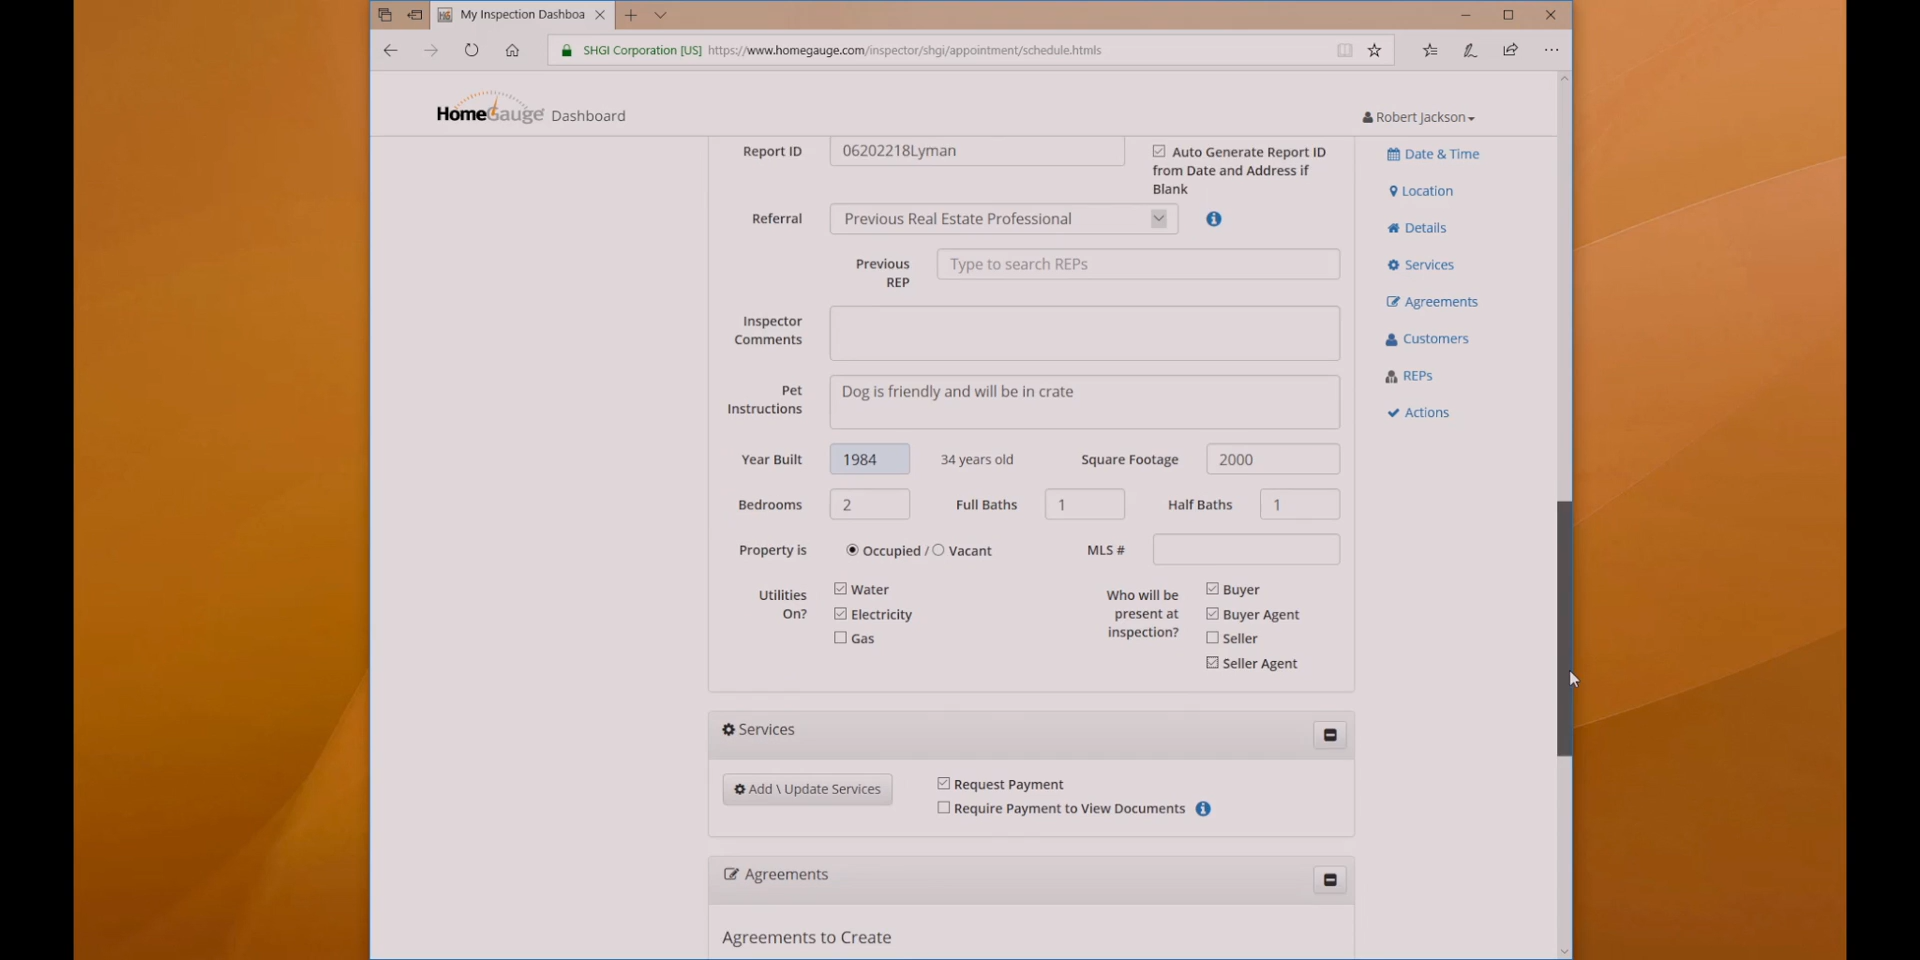 My Inspection Dashboa
SHGI Corporation [US] https://www.homegauge.com/inspector/shgi/appointment/schedule.htmls
HomeGauge Dashboard
Robert Jackson
Report ID 06202218Lyman
Auto Generate Report ID
from Date and Address if
Blank
Date & Time
Location
Referral Previous Real Estate Professional
Details
Previous
REP
Type to search REPs
Services
Agreements
Inspector
Comments
Customers
REPs
Pet
Instructions
Dog is friendly and will be in crate
Actions
Year Built 1984 34 years old Square Footage 2000
Bedrooms 2 Full Baths 1 Half Baths 1
Property is Occupied / Vacant MLS #
Utilities
On?
Water
Electricity
Gas
Who will be
present at
inspection?
Buyer
Buyer Agent
Seller
Seller Agent
Services
Add \ Update Services
Request Payment
Require Payment to View Documents
Agreements
Agreements to Create